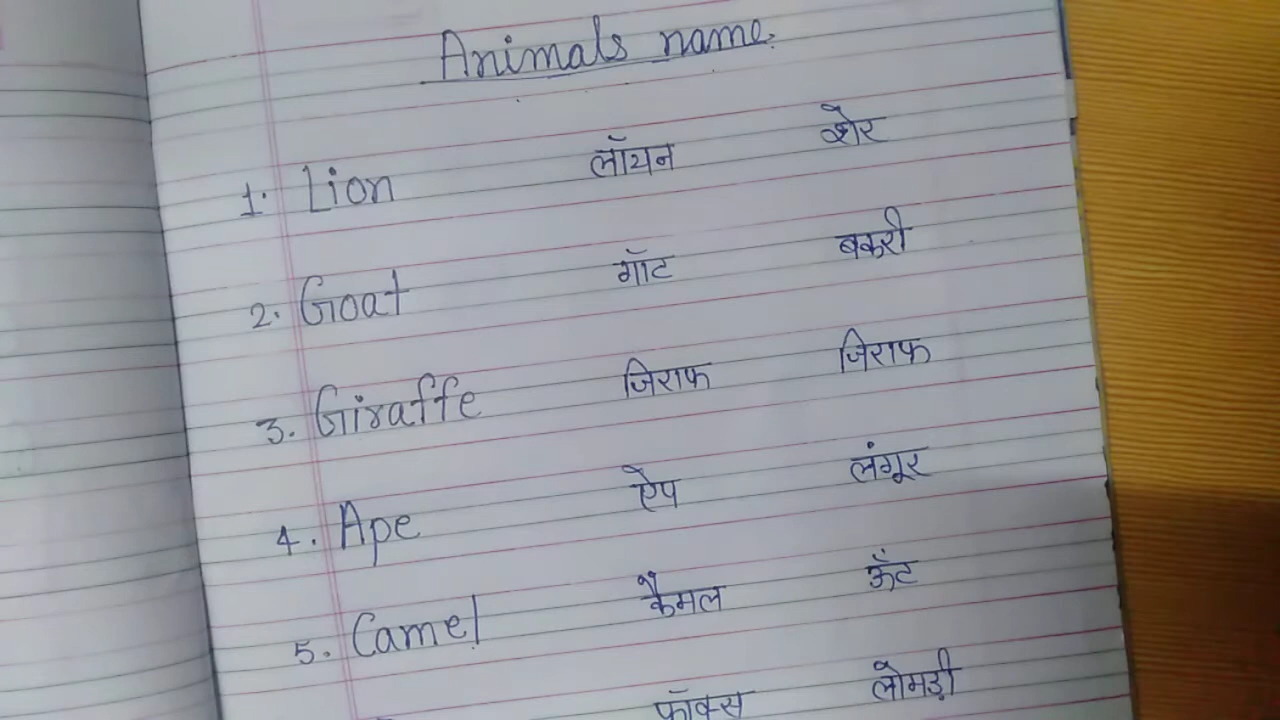 Animals name.
1. Lion लॉयन शेर
2. Goat गॉट बकरी
3. Giraffe जिराफ जिराफ
4. Ape ऐप लंगूर
5. Camel कैमल ऊँट
फॉक्स लोमड़ी